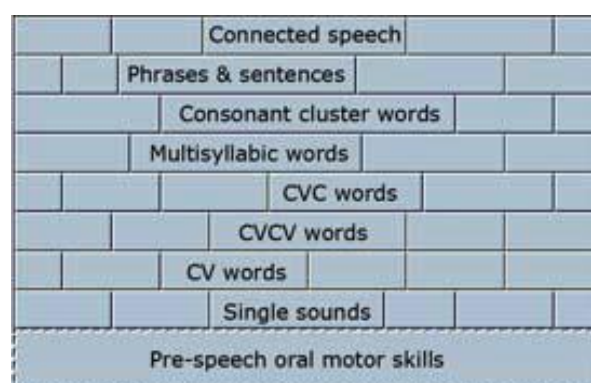 Connected speech
Phrases & sentences
Consonant cluster words
Multisyllabic words
CVC words
CVCV words
CV words
Single sounds
Pre-speech oral motor skills